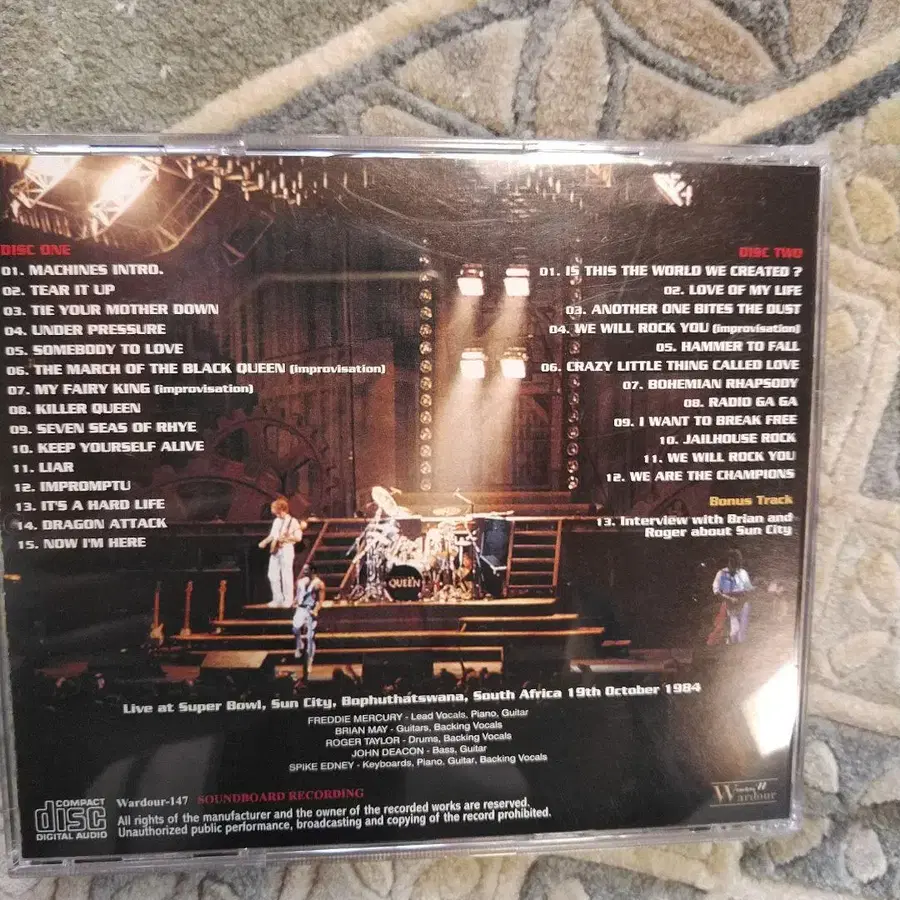 DISC ONE
01. MACHINES INTRO.
02. TEAR IT UP
03. TIE YOUR MOTHER DOWN
04. UNDER PRESSURE
05. SOMEBODY TO LOVE
06. THE MARCH OF THE BLACK QUEEN (improvisation)
07. MY FAIRY KING (improvisation)
08. KILLER QUEEN
09. SEVEN SEAS OF RHYE
10. KEEP YOURSELF ALIVE
11. LIAR
12. IMPROMPTU
13. IT'S A HARD LIFE
14. DRAGON ATTACK
15. NOW I'M HERE
DISC TWO
01. IS THIS THE WORLD WE CREATED ?
02. LOVE OF MY LIFE
03. ANOTHER ONE BITES THE DUST
04. WE WILL ROCK YOU (improvisation)
05. HAMMER TO FALL
06. CRAZY LITTLE THING CALLED LOVE
07. BOHEMIAN RHAPSODY
08. RADIO GA GA
09. I WANT TO BREAK FREE
10. JAILHOUSE ROCK
11. WE WILL ROCK YOU
12. WE ARE THE CHAMPIONS
Bonus Track
13. Interview with Brian and
Roger about Sun City
QUEEN
Live at Super Bowl, Sun City, Bophuthatswana, South Africa 19th October 1984
FREDDIE MERCURY - Lead Vocals, Piano, Guitar
BRIAN MAY - Guitars, Backing Vocals
ROGER TAYLOR - Drums, Backing Vocals
JOHN DEACON - Bass, Guitar
SPIKE EDNEY - Keyboards, Piano, Guitar, Backing Vocals
COMPACT
disc
DIGITAL AUDIO
Wardour-147 SOUNDBOARD RECORDING
All rights of the manufacturer and the owner of the recorded works are reserved.
Unauthorized public performance, broadcasting and copying of the record prohibited.
Wardour